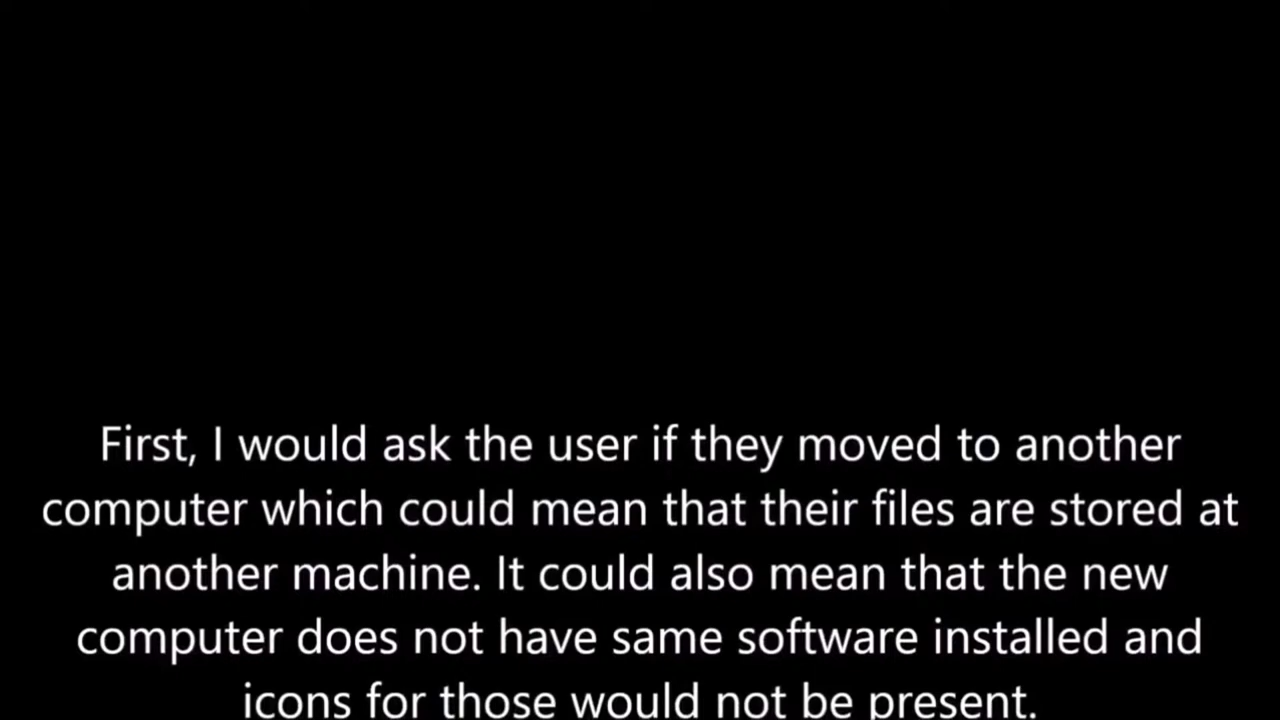 First, I would ask the user if they moved to another
computer which could mean that their files are stored at
another machine. It could also mean that the new
computer does not have same software installed and
icons for those would not be present.